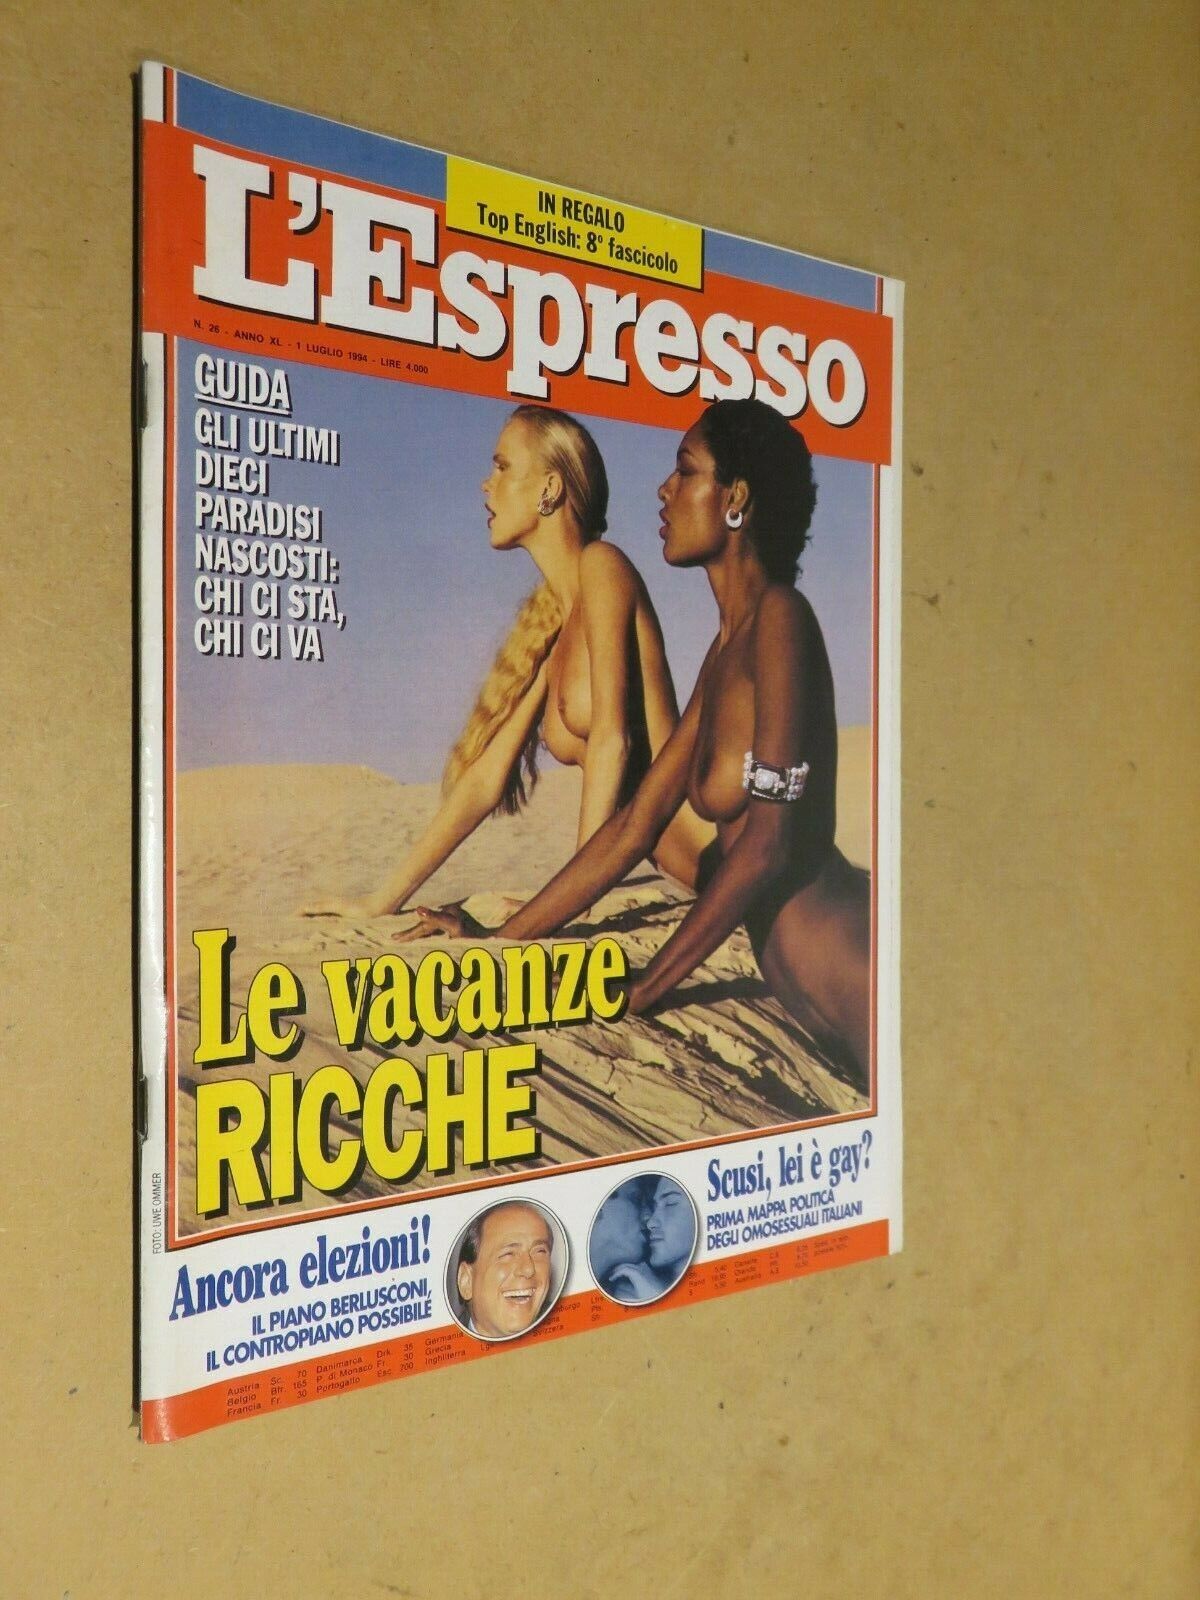 IN REGALO
Top English: 8° fascicolo
L'Espresso
N. 26 - ANNO XL - 1 LUGLIO 1994 - LIRE 4.000
GUIDA
GLI ULTIMI
DIECI
PARADISI
NASCOSTI:
CHI CI STA,
CHI CI VA
Le vacanze
RICCHE
FOTO: UWE OMMER
Ancora elezioni!
IL PIANO BERLUSCONI,
IL CONTROPIANO POSSIBILE
Scusi, lei è gay?
PRIMA MAPPA POLITICA
DEGLI OMOSESSUALI ITALIANI
Austria Sc. 70 Danimarca Drk. 35 Germania
Belgio Bfr. 165 P. di Monaco Fr. 30 Grecia
Francia Fr. 30 Portogallo Esc. 700 Inghilterra
Svizzera Sfr.